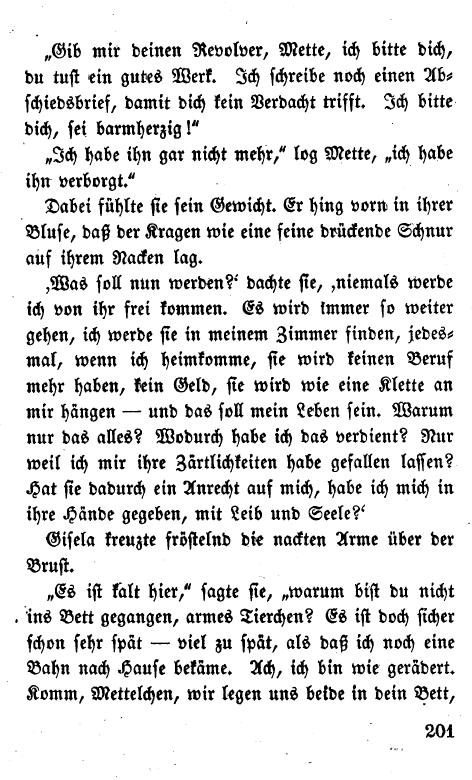 „Gib mir deinen Revolver, Mette, ich bitte dich,
du tust ein gutes Werk. Ich schreibe noch einen Ab-
schiedsbrief, damit dich kein Verdacht trifft. Ich bitte
dich, sei barmherzig!“
„Ich habe ihn gar nicht mehr,“ log Mette, „ich habe
ihn verborgt.“
Dabei fühlte sie sein Gewicht. Er hing vorn in ihrer
Bluse, daß der Kragen wie eine feine drückende Schnur
auf ihrem Nacken lag.
‚Was soll nun werden?‘ dachte sie, ‚niemals werde
ich von ihr frei kommen. Es wird immer so weiter
gehen, ich werde sie in meinem Zimmer finden, jedes-
mal, wenn ich heimkomme, sie wird keinen Beruf
mehr haben, kein Geld, sie wird wie eine Klette an
mir hängen — und das soll mein Leben sein. Warum
nur das alles? Wodurch habe ich das verdient? Nur
weil ich mir ihre Zärtlichkeiten habe gefallen lassen?
Hat sie dadurch ein Anrecht auf mich, habe ich mich in
ihre Hände gegeben, mit Leib und Seele?‘
Gisela kreuzte fröstelnd die nackten Arme über der
Brust.
„Es ist kalt hier,“ sagte sie, „warum bist du nicht
ins Bett gegangen, armes Tierchen? Es ist doch sicher
schon sehr spät — viel zu spät, als daß ich noch eine
Bahn nach Hause bekäme. Ach, ich bin wie gerädert.
Komm, Mettelchen, wir legen uns beide in dein Bett,
201